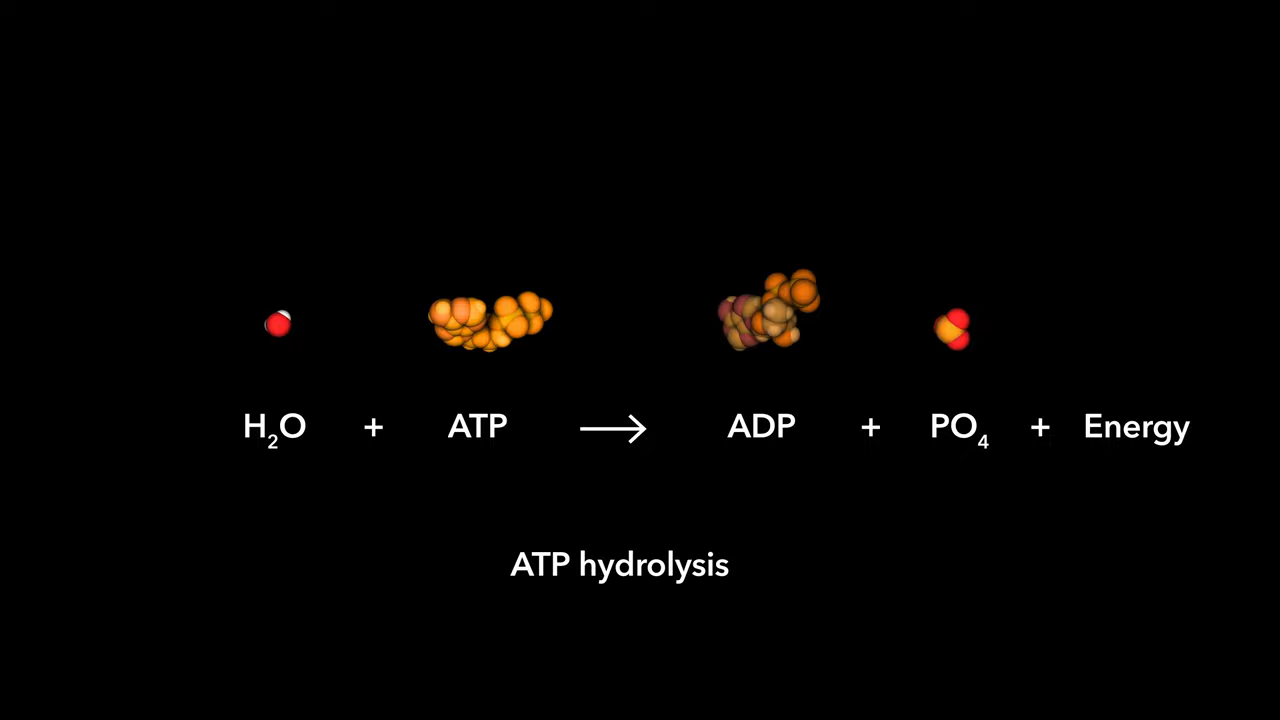 H₂O + ATP → ADP + PO₄ + Energy
ATP hydrolysis